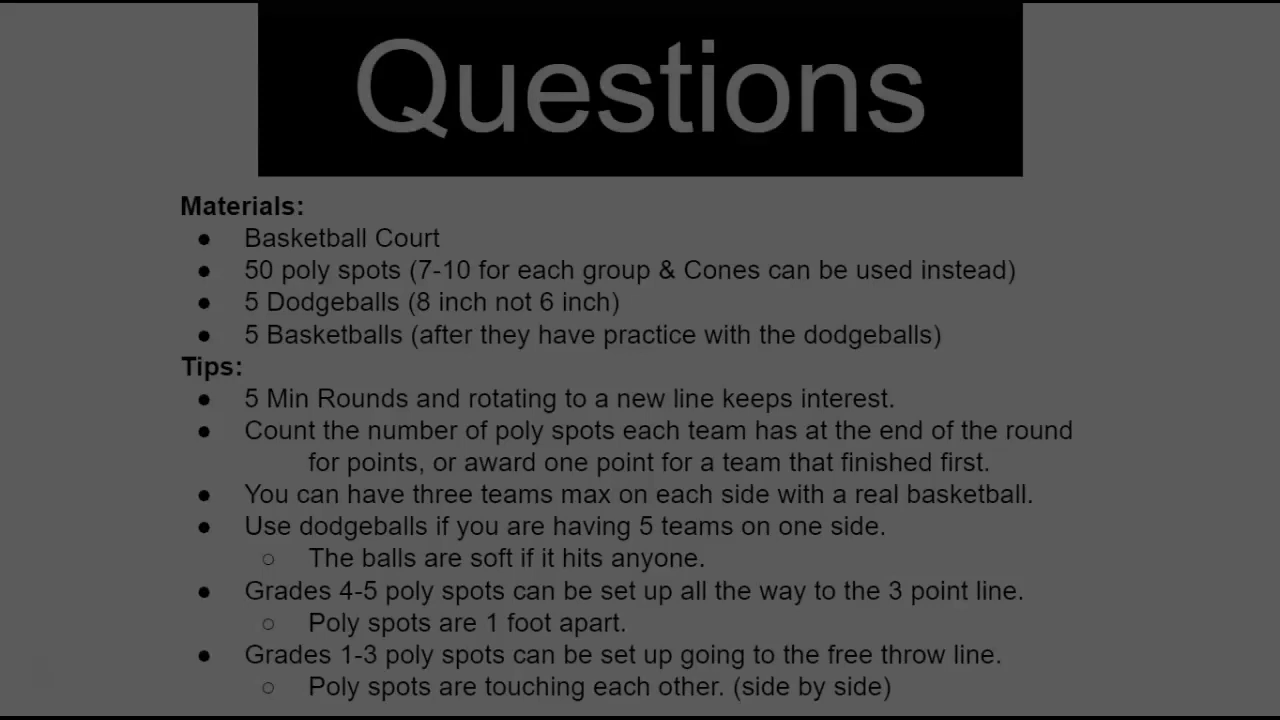 Questions
Materials:
● Basketball Court
● 50 poly spots (7-10 for each group & Cones can be used instead)
● 5 Dodgeballs (8 inch not 6 inch)
● 5 Basketballs (after they have practice with the dodgeballs)
Tips:
● 5 Min Rounds and rotating to a new line keeps interest.
● Count the number of poly spots each team has at the end of the round
for points, or award one point for a team that finished first.
● You can have three teams max on each side with a real basketball.
● Use dodgeballs if you are having 5 teams on one side.
○ The balls are soft if it hits anyone.
● Grades 4-5 poly spots can be set up all the way to the 3 point line.
○ Poly spots are 1 foot apart.
● Grades 1-3 poly spots can be set up going to the free throw line.
○ Poly spots are touching each other. (side by side)